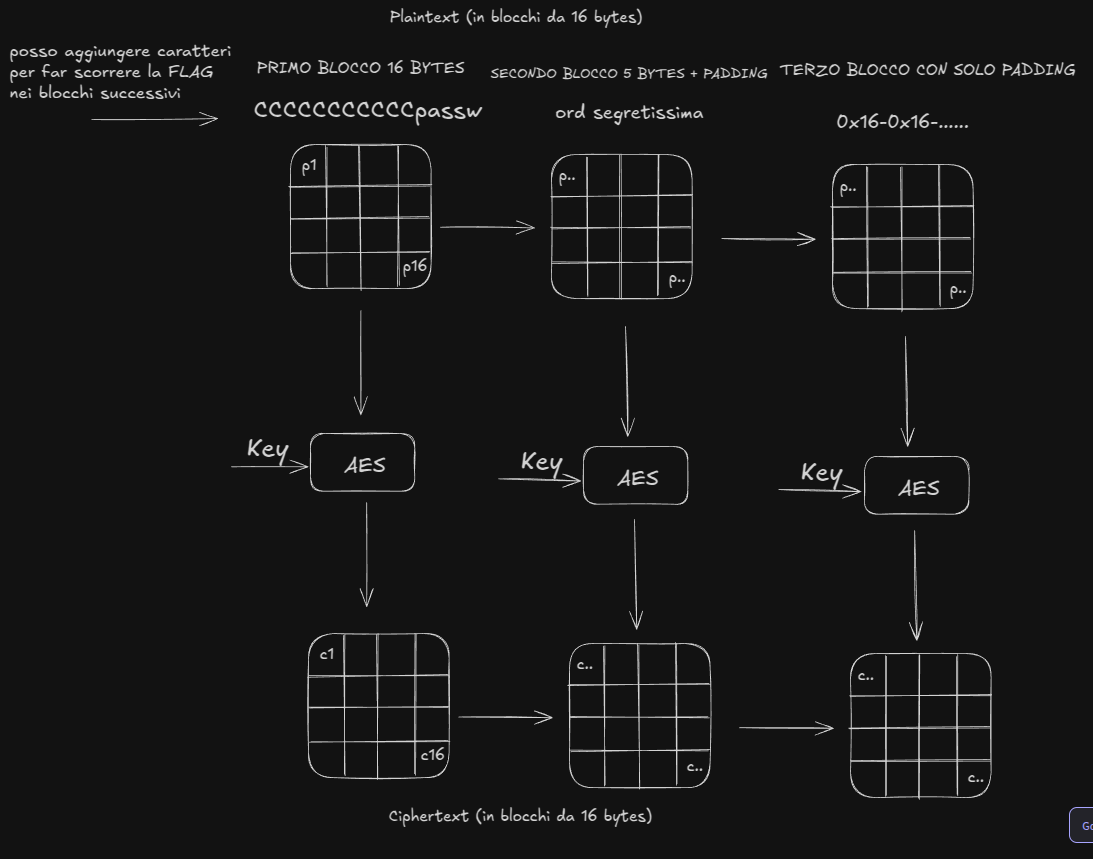 Plaintext (in blocchi da 16 bytes)
posso aggiungere caratteri
per far scorrere la FLAG
nei blocchi successivi
PRIMO BLOCCO 16 BYTES
SECONDO BLOCCO 5 BYTES + PADDING
TERZO BLOCCO CON SOLO PADDING
CCCCCCCCCCCpassw
ord segretissima
0x16-0x16-......
p1
p16
p..
p..
p..
p..
Key
AES
Key
AES
Key
AES
c1
c16
c..
c..
c..
c..
Ciphertext (in blocchi da 16 bytes)